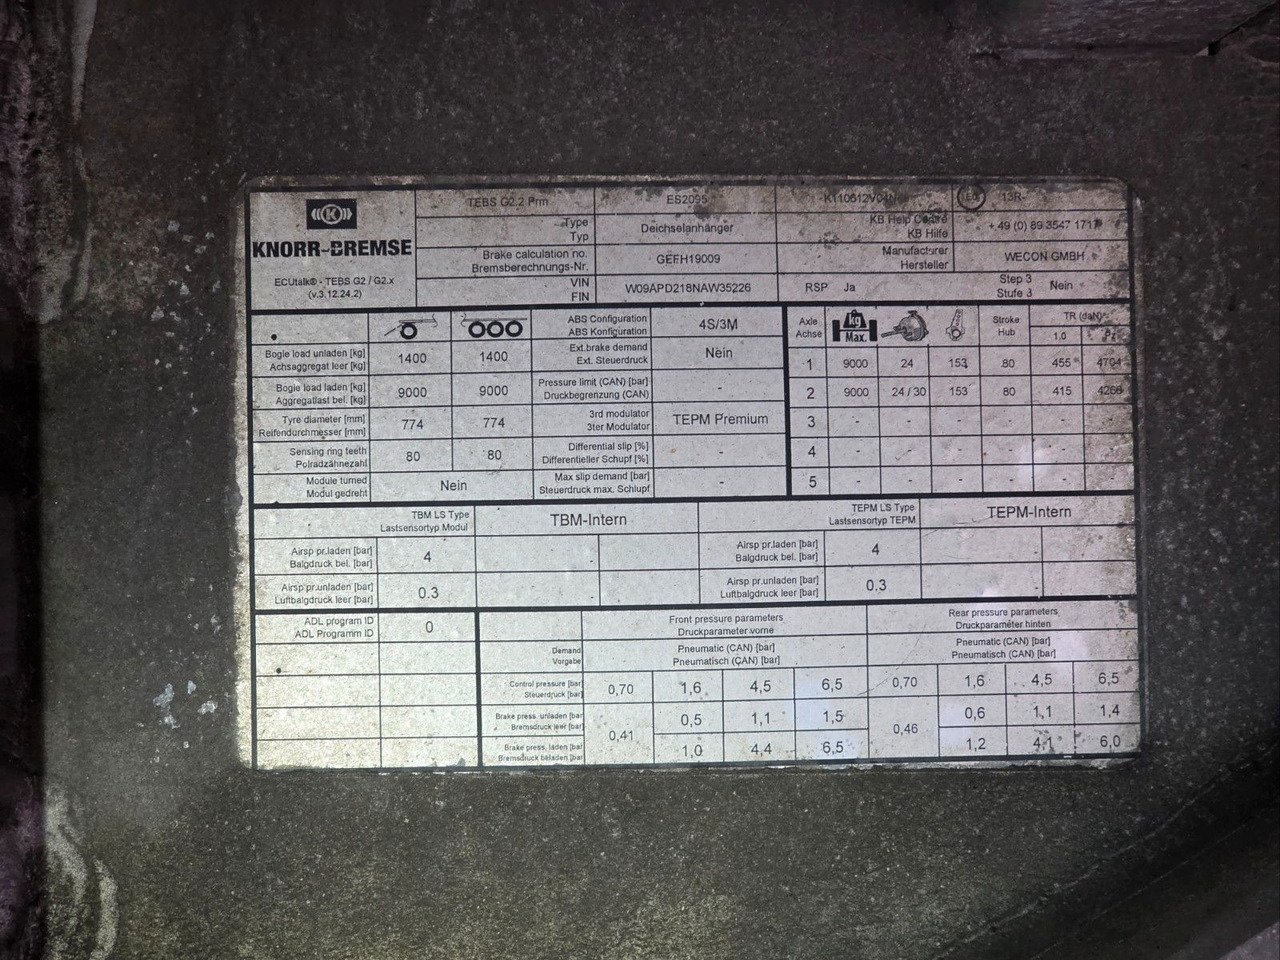 TEBS G2.2 Prm ES2095 13R-
KNORR-BREMSE
ECUtalk® - TEBS G2 / G2.x
(v.3.12.24.2)
Type
Typ
Deichselanhänger
KB Help Centre
KB Hilfe
+ 49 (0) 89 3547 1717
Brake calculation no.
Bremsberechnungs-Nr.
GEFH19009
Manufacturer
Hersteller
WECON GMBH
VIN
FIN
W09APD218NAW35226
RSP Ja
Step 3
Stufe 3
Nein
ABS Configuration
ABS Konfiguration
4S/3M
Bogie load unladen [kg]
Achsaggregat leer [kg]
1400 1400
Ext.brake demand
Ext. Steuerdruck
Nein
Bogie load laden [kg]
Aggregatlast bel. [kg]
9000 9000
Pressure limit (CAN) [bar]
Druckbegrenzung (CAN)
-
Tyre diameter [mm]
Reifendurchmesser [mm]
774 774
3rd modulator
3ter Modulator
TEPM Premium
Sensing ring teeth
Polradzähnezahl
80 80
Differential slip [%]
Differentieller Schupf [%]
-
Module turned
Modul gedreht
Nein
Max slip demand [bar]
Steuerdruck max. Schlupf
-
Axle
Achse
kg
Max.
Stroke
Hub
TR (daN)
1.0
1 9000 24 153 80 455 4704
2 9000 24 / 30 153 80 415 4266
3 - - - - - -
4 - - - - - -
5 - - - - - -
TBM LS Type
Lastsensortyp Modul
TBM-Intern
TEPM LS Type
Lastsensortyp TEPM
TEPM-Intern
Airsp pr.laden [bar]
Balgdruck bel. [bar]
4 - -
Airsp pr.laden [bar]
Balgdruck bel. [bar]
4 - -
Airsp pr.unladen [bar]
Luftbalgdruck leer [bar]
0.3 - -
Airsp pr.unladen [bar]
Luftbalgdruck leer [bar]
0.3 - -
ADL program ID
ADL Programm ID
0
Front pressure parameters
Druckparameter vorne
Rear pressure parameters
Druckparameter hinten
Demand
Vorgabe
Pneumatic (CAN) [bar]
Pneumatisch (CAN) [bar]
Pneumatic (CAN) [bar]
Pneumatisch (CAN) [bar]
Control pressure [bar
Steuerdruck [bar
0,70 1,6 4,5 6,5 0,70 1,6 4,5 6,5
Brake press. unladen [bar
Bremsdruck leer [bar
0,41 0,5 1,1 1,5 0,46 0,6 1,1 1,4
Brake press. laden [bar
Bremsdruck beladen [bar
1,0 4,4 6,5 1,2 4,1 6,0